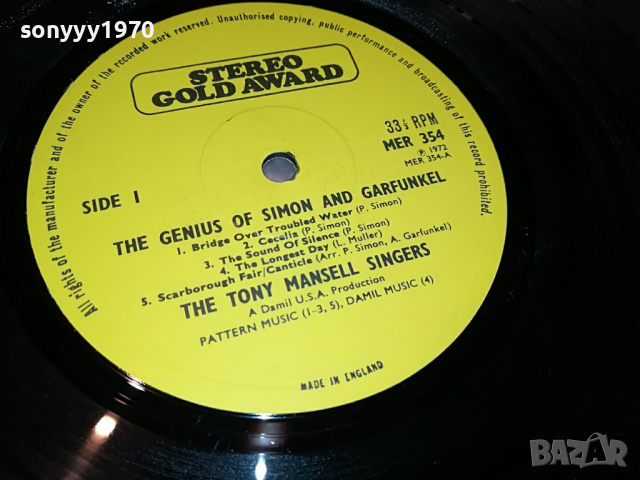 sonyyy1970
All rights of the manufacturer and of the owner of the recorded work reserved. Unauthorised copying, public performance and broadcasting of this record prohibited.
STEREO
GOLD AWARD
33⅓ RPM
MER 354
℗ 1972
MER 354-A
SIDE 1
THE GENIUS OF SIMON AND GARFUNKEL
1. Bridge Over Troubled Water (P. Simon)
2. Cecelia (P. Simon)
3. The Sound Of Silence (P. Simon)
4. The Longest Day (L. Muller)
5. Scarborough Fair/Canticle (Arr. P. Simon, A. Garfunkel)
THE TONY MANSELL SINGERS
A Damil U.S.A. Production
PATTERN MUSIC (1–3, 5), DAMIL MUSIC (4)
MADE IN ENGLAND
BAZAR